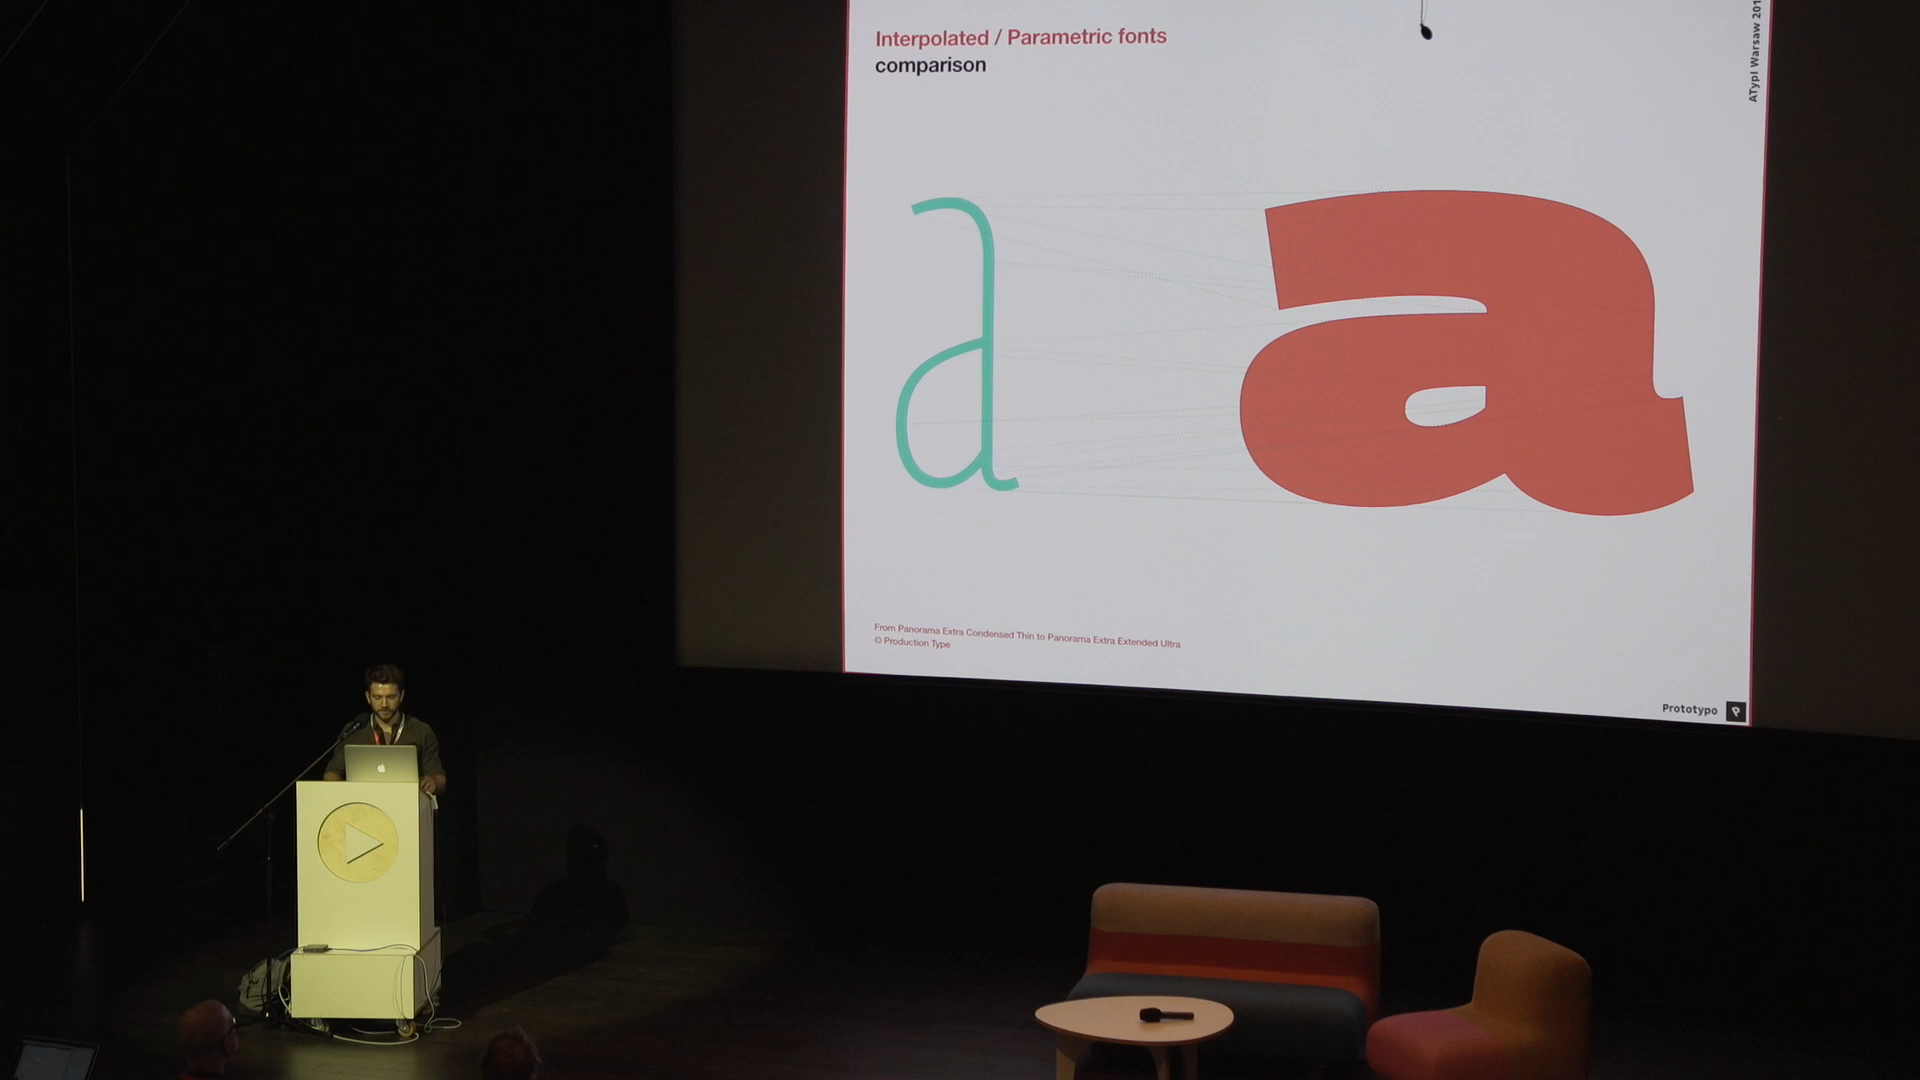 Interpolated / Parametric fonts
comparison
ATypI Warsaw 201
a
a
From Panorama Extra Condensed Thin to Panorama Extra Extended Ultra
© Production Type
Prototypo